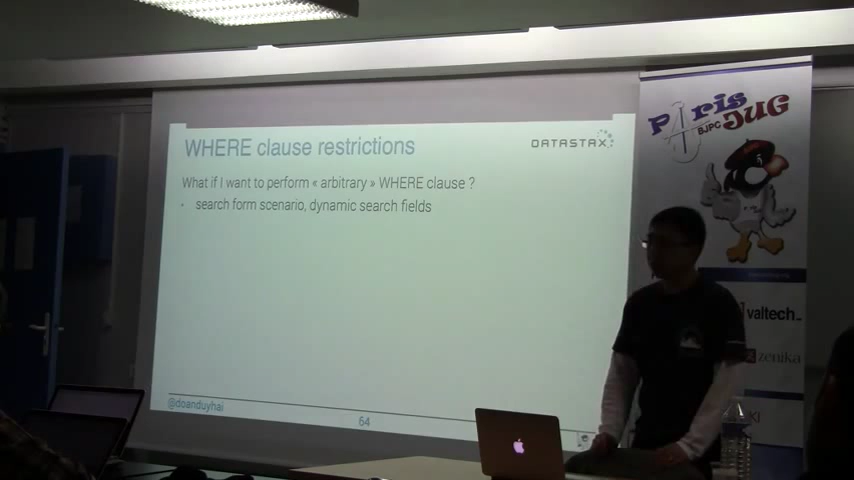 WHERE clause restrictions
DATASTAX
What if I want to perform « arbitrary » WHERE clause ?
• search form scenario, dynamic search fields
@doanduyhai
64
Paris
BJPC
JUG
valtech_
zenika